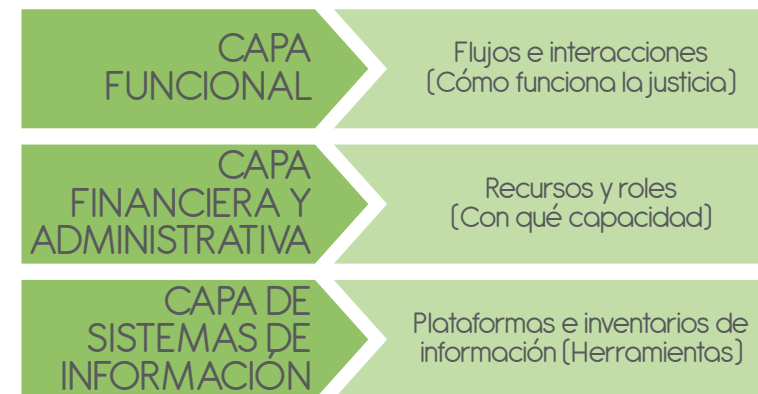 CAPA
FUNCIONAL
Flujos e interacciones
(Cómo funciona la justicia)
CAPA
FINANCIERA Y
ADMINISTRATIVA
Recursos y roles
(Con qué capacidad)
CAPA DE
SISTEMAS DE
INFORMACIÓN
Plataformas e inventarios de
información (Herramientas)